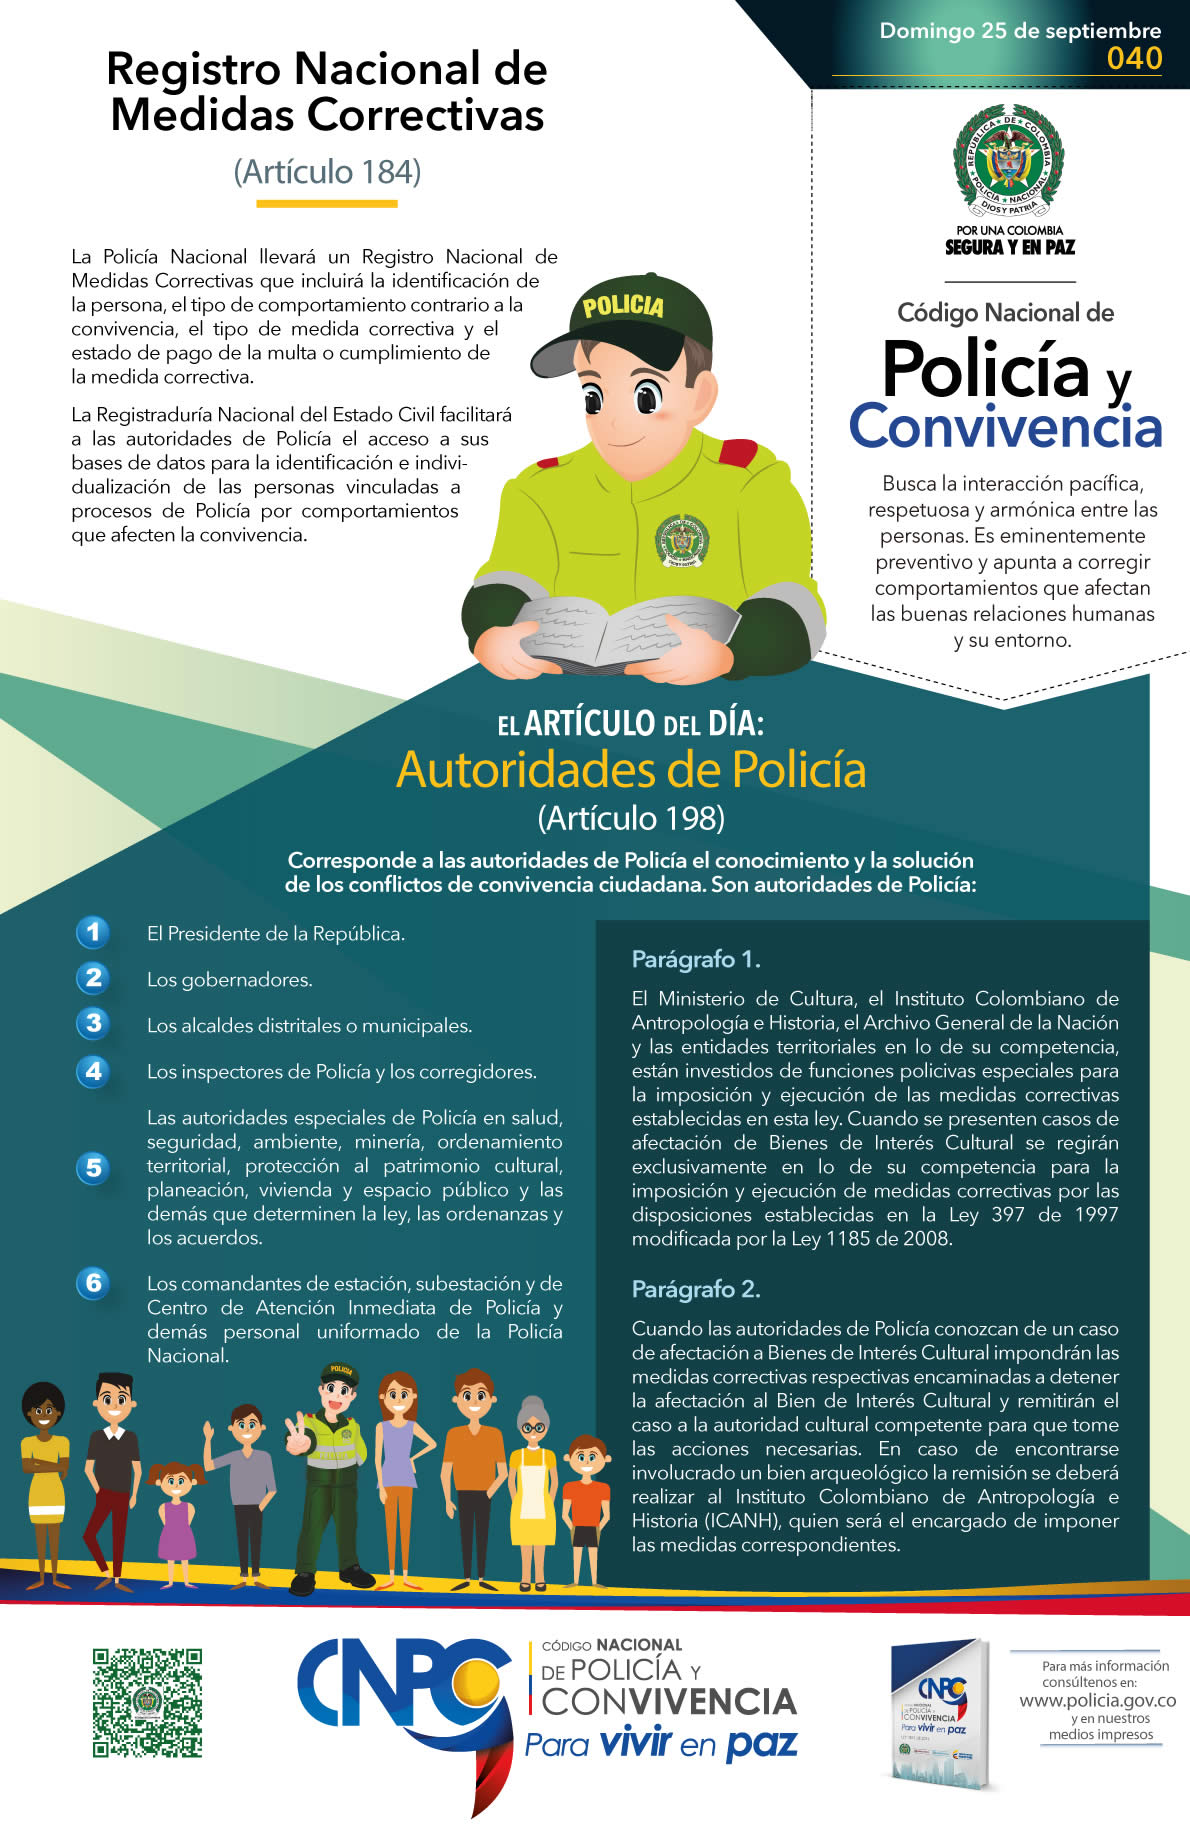 Domingo 25 de septiembre
040
Registro Nacional de
Medidas Correctivas
(Artículo 184)
La Policía Nacional llevará un Registro Nacional de
Medidas Correctivas que incluirá la identificación de
la persona, el tipo de comportamiento contrario a la
convivencia, el tipo de medida correctiva y el
estado de pago de la multa o cumplimiento de
la medida correctiva.
La Registraduría Nacional del Estado Civil facilitará
a las autoridades de Policía el acceso a sus
bases de datos para la identificación e indivi-
dualización de las personas vinculadas a
procesos de Policía por comportamientos
que afecten la convivencia.
POLICIA
REPÚBLICA DE COLOMBIA
POLICÍA NACIONAL
DIOS Y PATRIA
POR UNA COLOMBIA
SEGURA Y EN PAZ
Código Nacional de
Policía y
Convivencia
Busca la interacción pacífica,
respetuosa y armónica entre las
personas. Es eminentemente
preventivo y apunta a corregir
comportamientos que afectan
las buenas relaciones humanas
y su entorno.
EL ARTÍCULO DEL DÍA:
Autoridades de Policía
(Artículo 198)
Corresponde a las autoridades de Policía el conocimiento y la solución
de los conflictos de convivencia ciudadana. Son autoridades de Policía:
1 El Presidente de la República.
2 Los gobernadores.
3 Los alcaldes distritales o municipales.
4 Los inspectores de Policía y los corregidores.
5 Las autoridades especiales de Policía en salud,
seguridad, ambiente, minería, ordenamiento
territorial, protección al patrimonio cultural,
planeación, vivienda y espacio público y las
demás que determinen la ley, las ordenanzas y
los acuerdos.
6 Los comandantes de estación, subestación y de
Centro de Atención Inmediata de Policía y
demás personal uniformado de la Policía
Nacional.
POLICIA
Parágrafo 1.
El Ministerio de Cultura, el Instituto Colombiano de
Antropología e Historia, el Archivo General de la Nación
y las entidades territoriales en lo de su competencia,
están investidos de funciones policivas especiales para
la imposición y ejecución de las medidas correctivas
establecidas en esta ley. Cuando se presenten casos de
afectación de Bienes de Interés Cultural se regirán
exclusivamente en lo de su competencia para la
imposición y ejecución de medidas correctivas por las
disposiciones establecidas en la Ley 397 de 1997
modificada por la Ley 1185 de 2008.
Parágrafo 2.
Cuando las autoridades de Policía conozcan de un caso
de afectación a Bienes de Interés Cultural impondrán las
medidas correctivas respectivas encaminadas a detener
la afectación al Bien de Interés Cultural y remitirán el
caso a la autoridad cultural competente para que tome
las acciones necesarias. En caso de encontrarse
involucrado un bien arqueológico la remisión se deberá
realizar al Instituto Colombiano de Antropología e
Historia (ICANH), quien será el encargado de imponer
las medidas correspondientes.
CNPC
CÓDIGO NACIONAL
DE POLICÍA Y
CONVIVENCIA
Para vivir en paz
CNPC
CÓDIGO NACIONAL
DE POLICÍA Y
CONVIVENCIA
Para vivir en paz
Para más información
consúltenos en:
www.policia.gov.co
y en nuestros
medios impresos